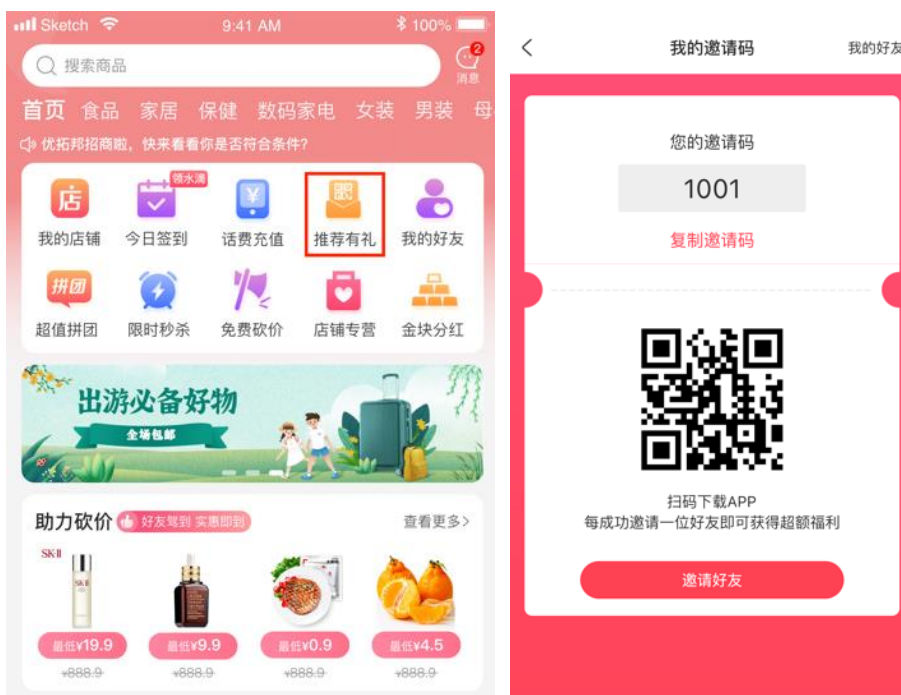 Sketch
9:41 AM
100%
搜索商品
2
消息
首页 食品 家居 保健 数码家电 女装 男装 母
优拓邦招商啦，快来看看你是否符合条件?
店
领水滴
¥
我的店铺 今日签到 话费充值 推荐有礼 我的好友
拼团
超值拼团 限时秒杀 免费砍价 店铺专营 金块分红
出游必备好物
全场包邮
助力砍价 好友驾到 实惠即到 查看更多>
SK-II
最低¥19.9 最低¥9.9 最低¥0.9 最低¥4.5
¥888.9 ¥888.9 ¥888.9 ¥888.9
我的邀请码
我的好友
您的邀请码
1001
复制邀请码
扫码下载APP
每成功邀请一位好友即可获得超额福利
邀请好友